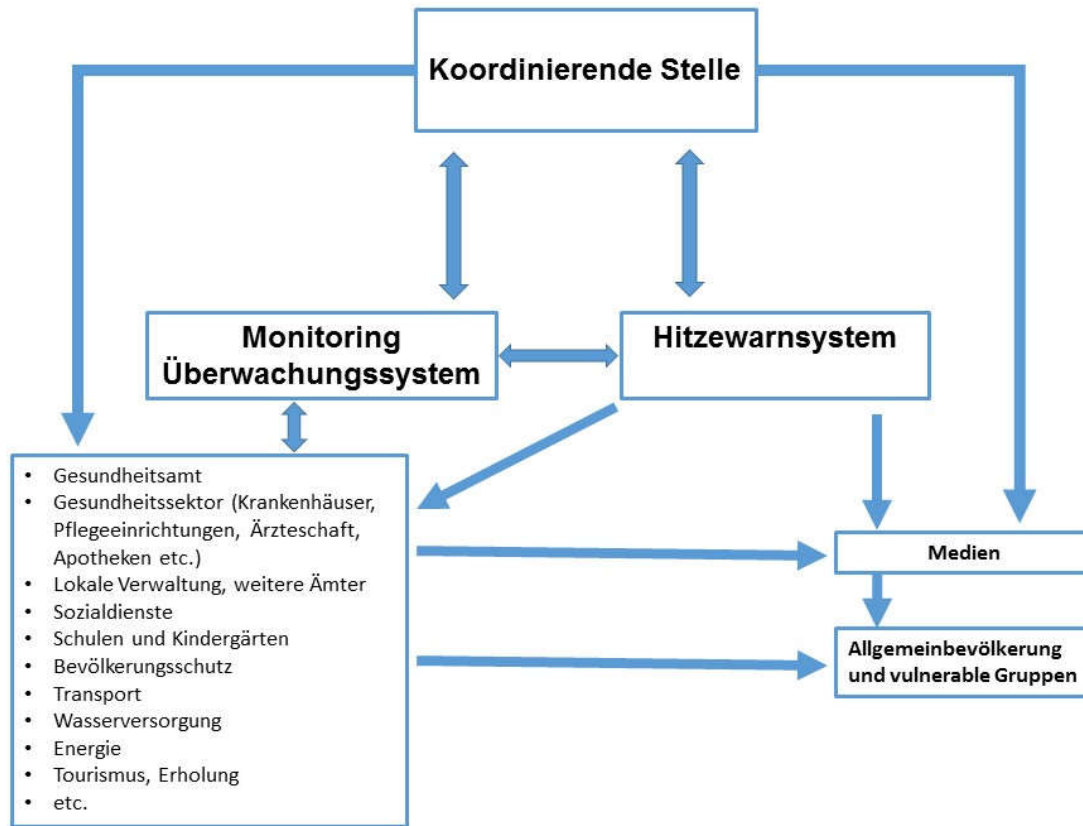 Koordinierende Stelle
Monitoring
Überwachungssystem
Hitzewarnsystem
• Gesundheitsamt
• Gesundheitssektor (Krankenhäuser,
Pflegeeinrichtungen, Ärzteschaft,
Apotheken etc.)
• Lokale Verwaltung, weitere Ämter
• Sozialdienste
• Schulen und Kindergärten
• Bevölkerungsschutz
• Transport
• Wasserversorgung
• Energie
• Tourismus, Erholung
• etc.
Medien
Allgemeinbevölkerung
und vulnerable Gruppen